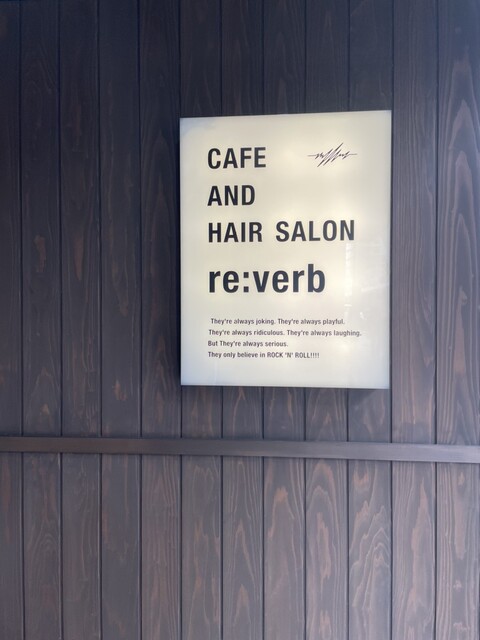 CAFE
AND
HAIR SALON
re:verb
They're always joking. They're always playful.
They're always ridiculous. They're always laughing.
But They're always serious.
They only believe in ROCK 'N' ROLL!!!!